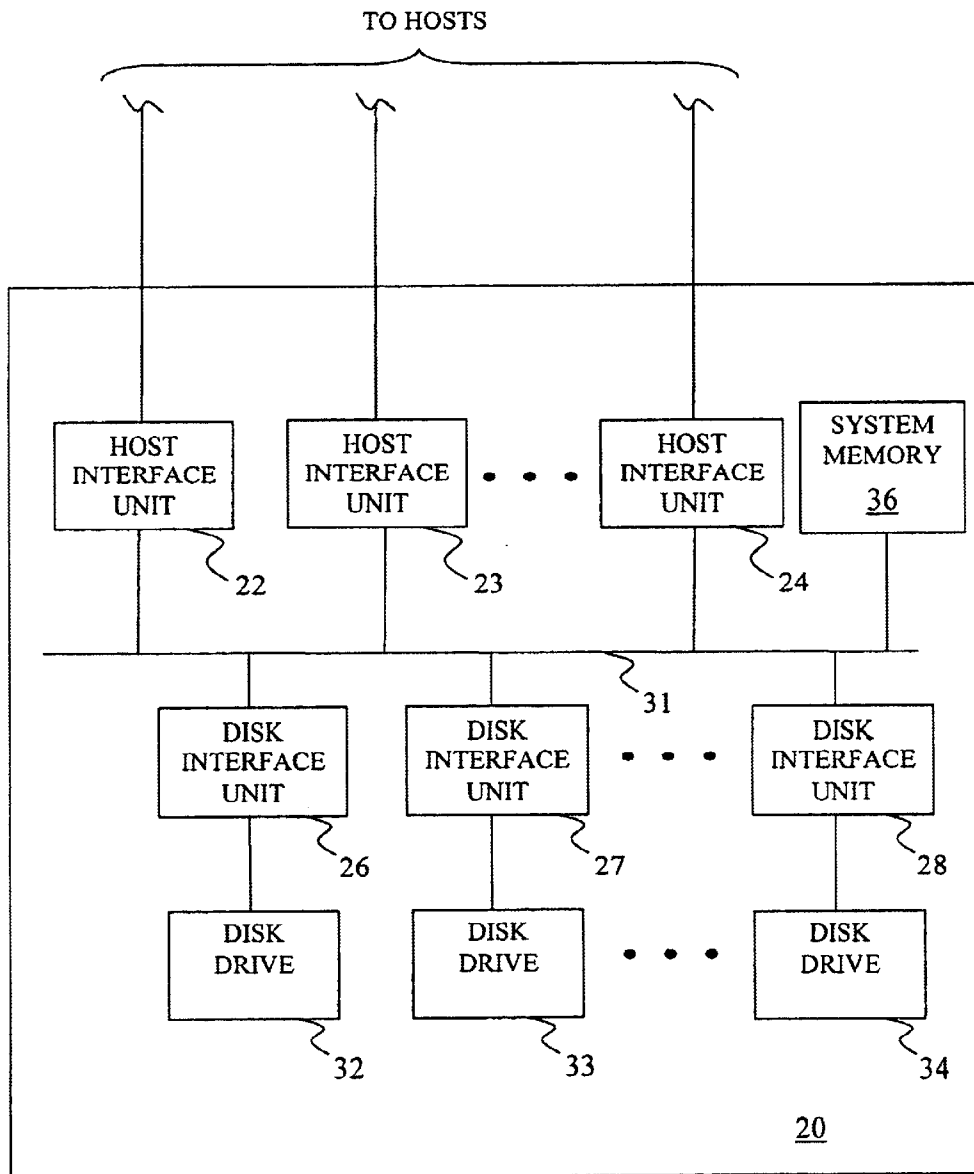 TO HOSTS
HOST
INTERFACE
UNIT
HOST
INTERFACE
UNIT
HOST
INTERFACE
UNIT
SYSTEM
MEMORY
36
22
23
24
31
DISK
INTERFACE
UNIT
DISK
INTERFACE
UNIT
DISK
INTERFACE
UNIT
26
27
28
DISK
DRIVE
DISK
DRIVE
DISK
DRIVE
32
33
34
20